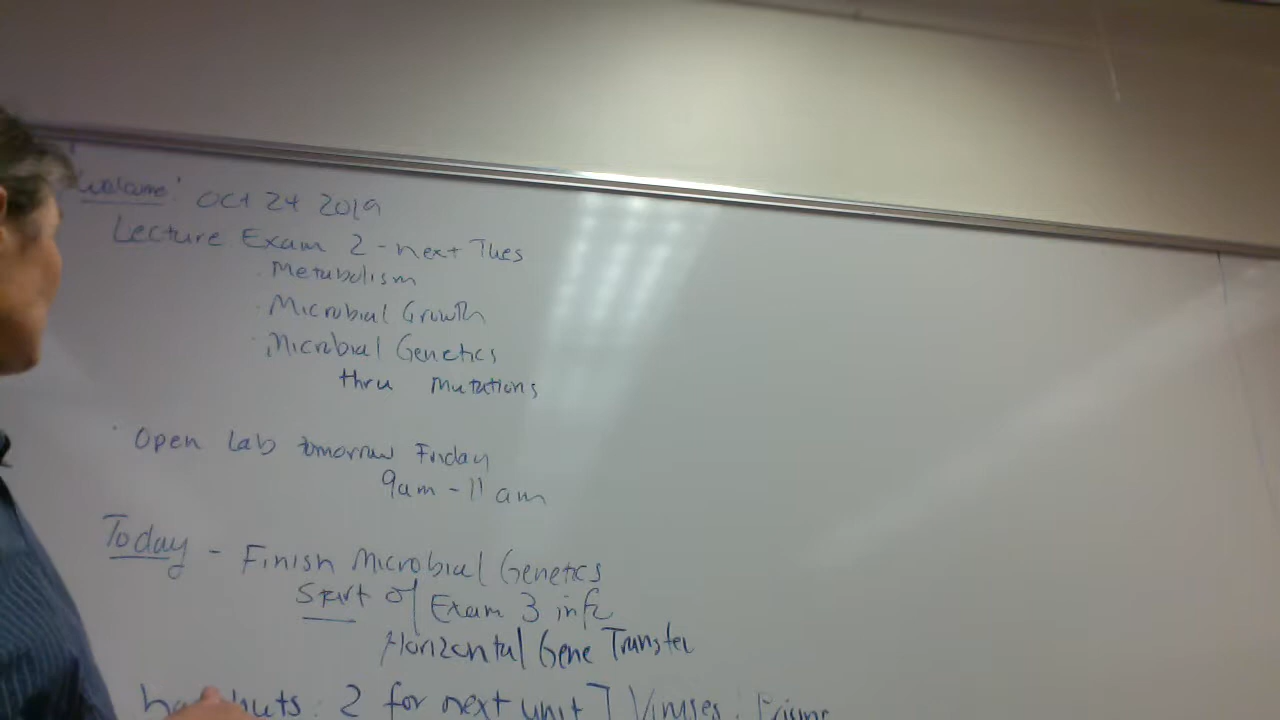 "Welcome" Oct 24 2019
Lecture Exam 2 - next Tues
· Metabolism
· Microbial Growth
· Microbial Genetics
thru Mutations
· Open Lab tomorrow Friday
9am - 11 am
Today - Finish Microbial Genetics
Start of Exam 3 info
Horizontal Gene Transfer
2 for next unit Viruses, Prions